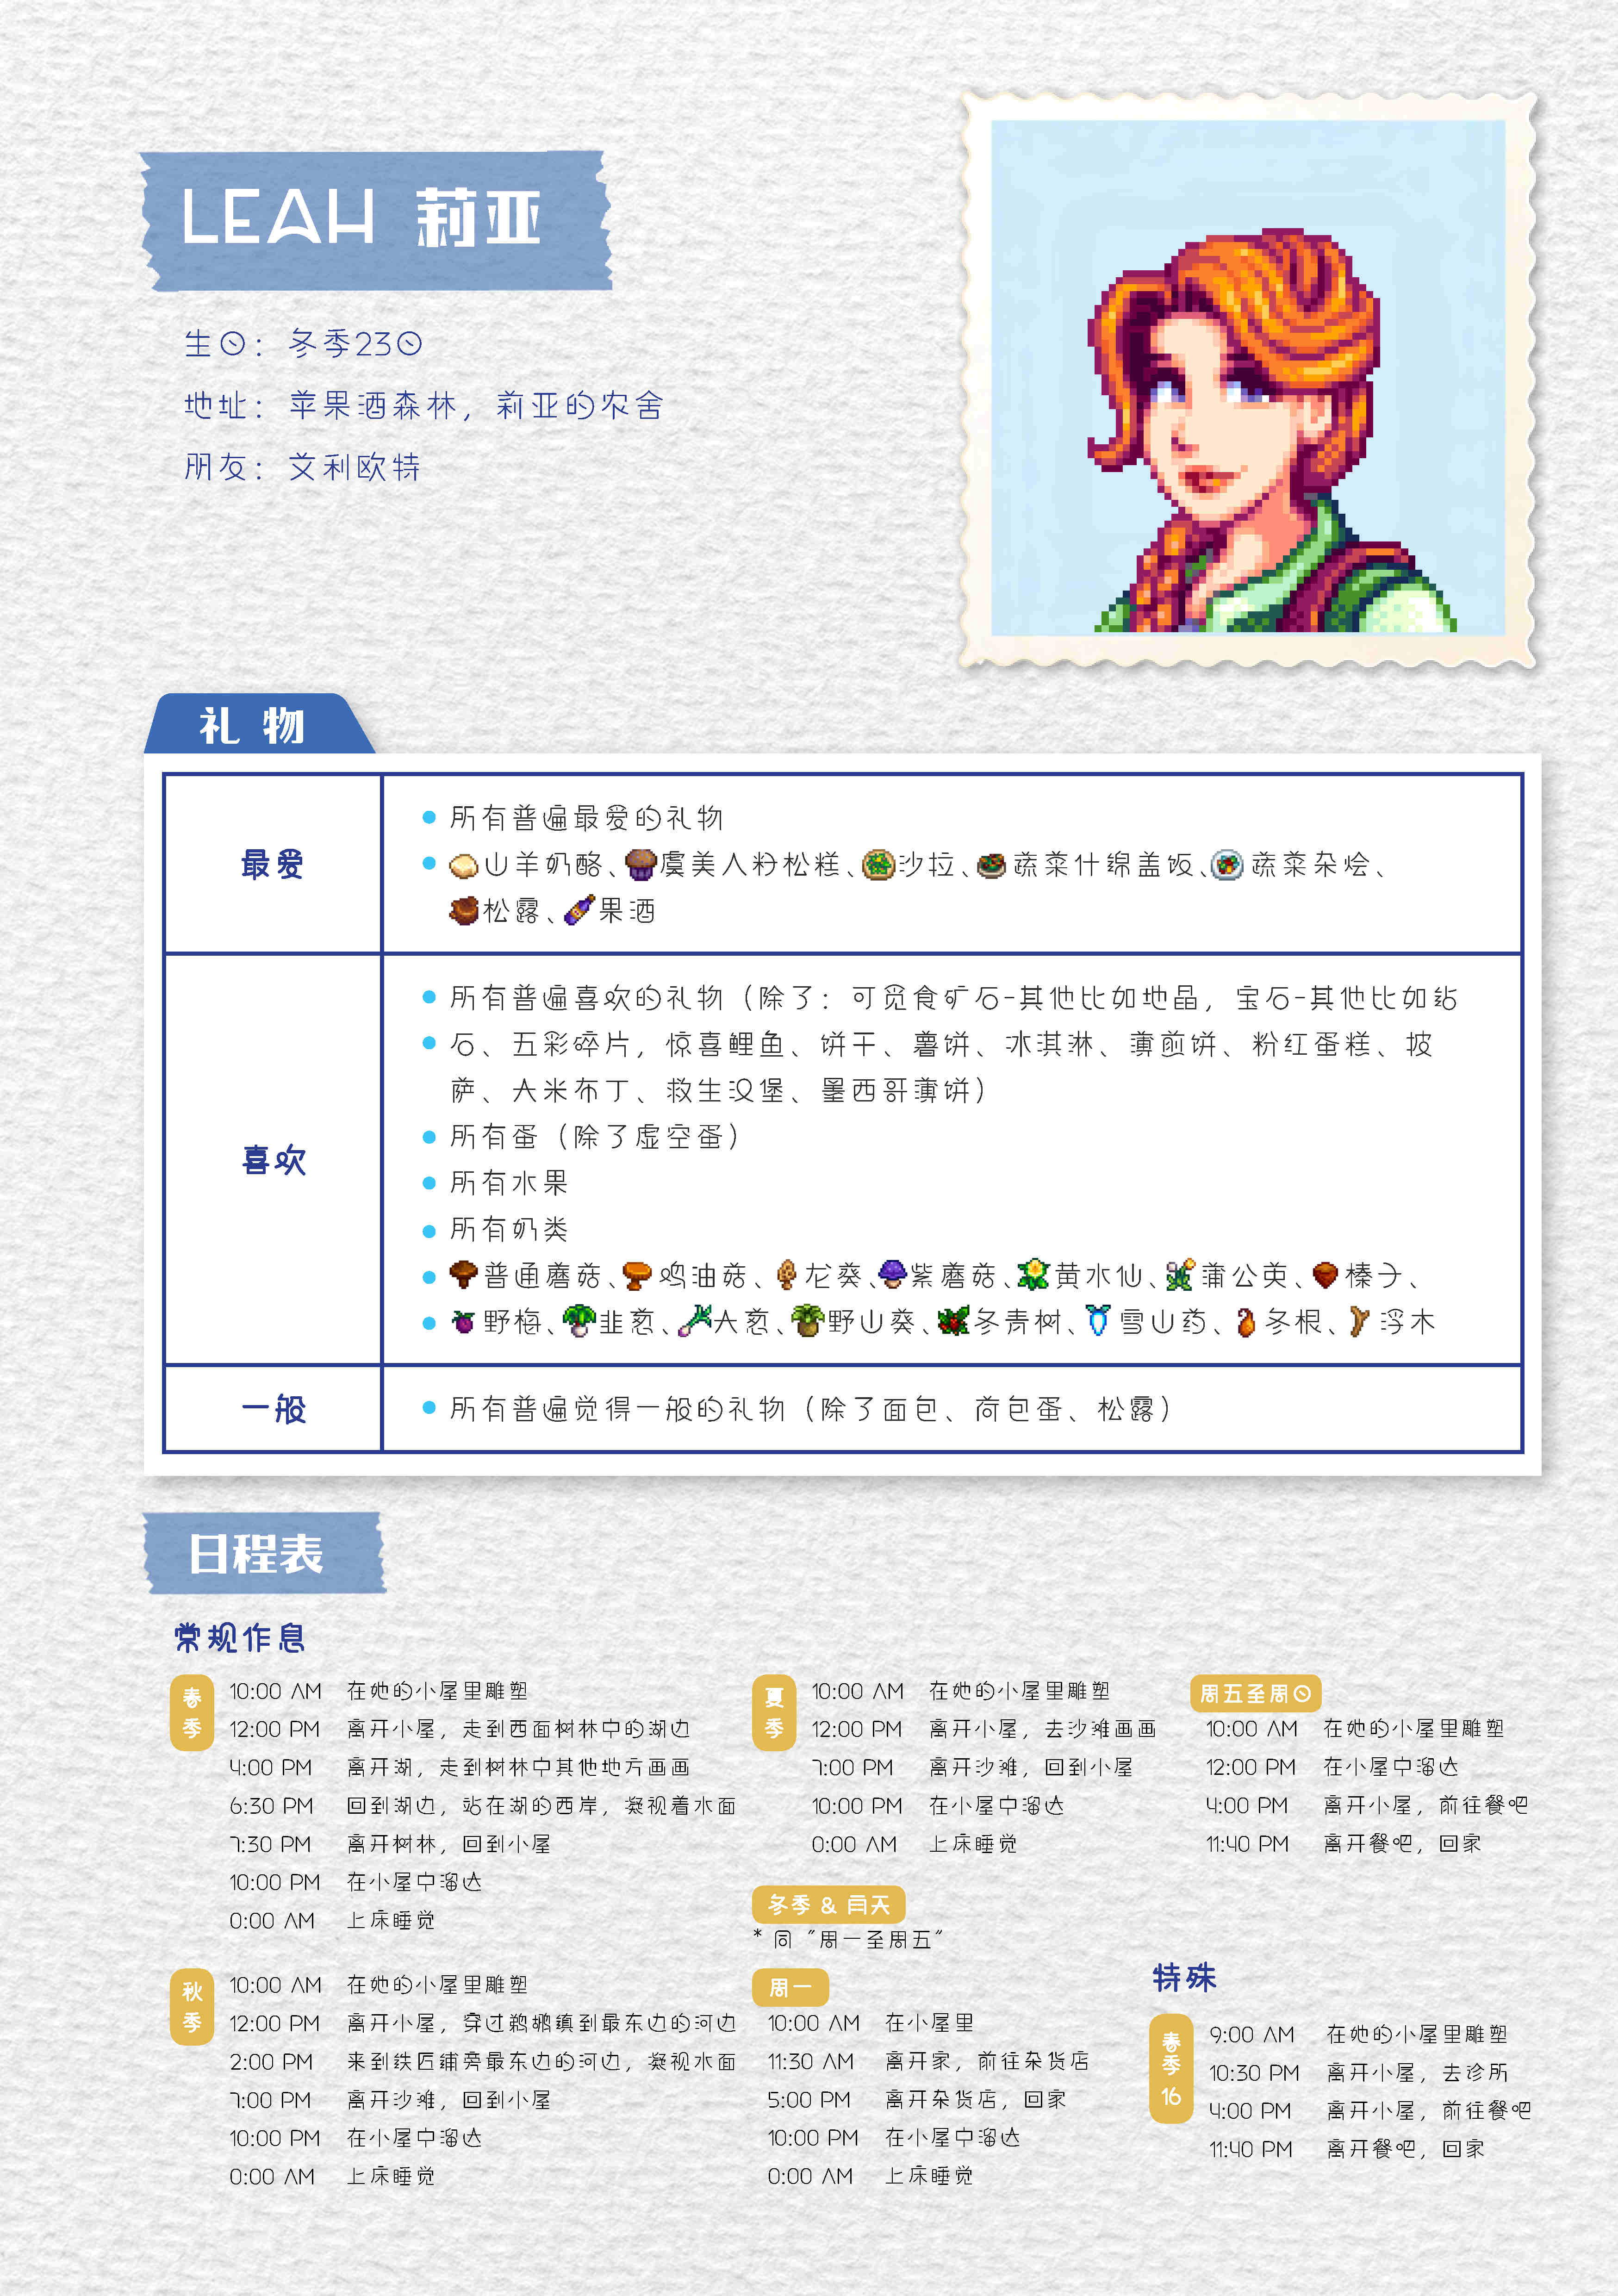 LEAH 莉亚
生日：冬季23日
地址：苹果酒森林，莉亚的农舍
朋友：艾利欧特
礼 物
最爱
所有普遍最爱的礼物
山羊奶酪、虞美人籽松糕、沙拉、蔬菜什锦盖饭、蔬菜杂烩、
松露、果酒
喜欢
所有普遍喜欢的礼物（除了：可觅食矿石-其他比如地晶，宝石-其他比如钻
石、五彩碎片，惊喜鲤鱼、饼干、薯饼、冰淇淋、薄煎饼、粉红蛋糕、披
萨、大米布丁、救生汉堡、墨西哥薄饼）
所有蛋（除了虚空蛋）
所有水果
所有奶类
普通蘑菇、鸡油菇、龙葵、紫蘑菇、黄水仙、蒲公英、榛子、
野梅、韭葱、大葱、野山葵、冬青树、雪山药、冬根、浮木
一般
所有普遍觉得一般的礼物（除了面包、荷包蛋、松露）
日程表
常规作息
春季
10:00 AM 在她的小屋里雕塑
12:00 PM 离开小屋，走到西面树林中的湖边
4:00 PM 离开湖，走到树林中其他地方画画
6:30 PM 回到湖边，站在湖的西岸，凝视着水面
7:30 PM 离开树林，回到小屋
10:00 PM 在小屋中溜达
0:00 AM 上床睡觉
秋季
10:00 AM 在她的小屋里雕塑
12:00 PM 离开小屋，穿过鹈鹕镇到最东边的河边
2:00 PM 来到铁匠铺旁最东边的河边，凝视水面
7:00 PM 离开沙滩，回到小屋
10:00 PM 在小屋中溜达
0:00 AM 上床睡觉
夏季
10:00 AM 在她的小屋里雕塑
12:00 PM 离开小屋，去沙滩画画
7:00 PM 离开沙滩，回到小屋
10:00 PM 在小屋中溜达
0:00 AM 上床睡觉
冬季 & 雨天
* 同 "周一至周五"
周一
10:00 AM 在小屋里
11:30 AM 离开家，前往杂货店
5:00 PM 离开杂货店，回家
10:00 PM 在小屋中溜达
0:00 AM 上床睡觉
周五至周日
10:00 AM 在她的小屋里雕塑
12:00 PM 在小屋中溜达
4:00 PM 离开小屋，前往餐吧
11:40 PM 离开餐吧，回家
特殊
春季16
9:00 AM 在她的小屋里雕塑
10:30 PM 离开小屋，去诊所
4:00 PM 离开小屋，前往餐吧
11:40 PM 离开餐吧，回家